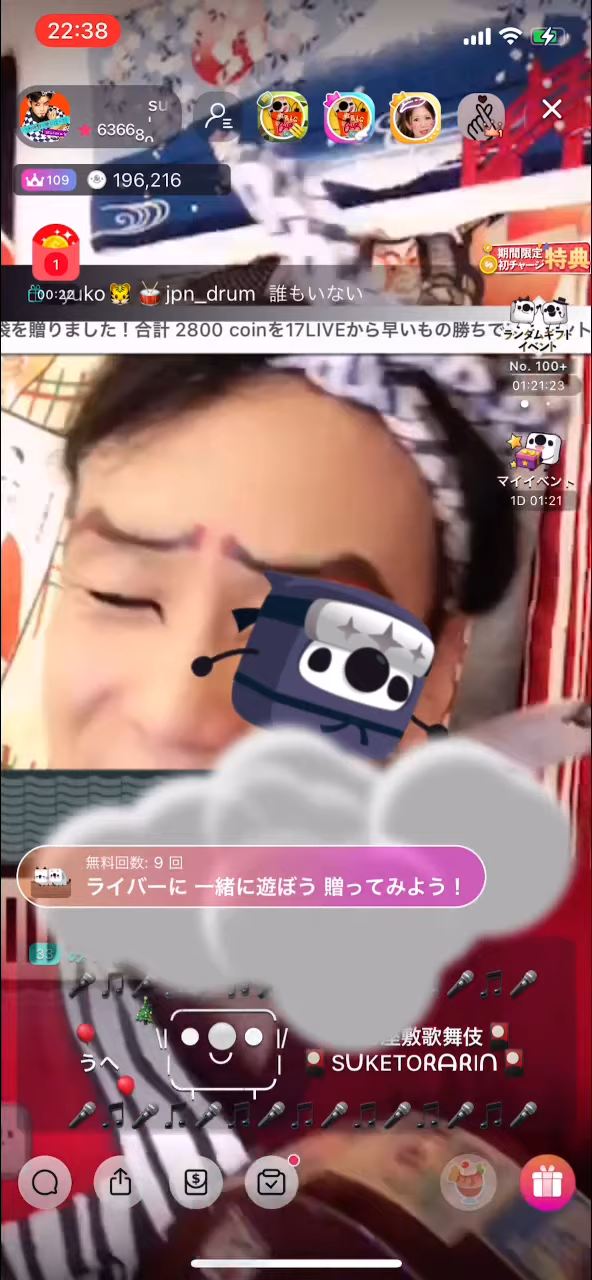 22:38
su
6366
109
196,216
1
期間限定
初チャージ
特典
00:22
yuko🐯 🥁 jpn_drum 誰もいない
袋を贈りました！合計 2800 coinを17LIVEから早いもの勝ちで
ランダムギフト
イベント
No. 100+
01:21:23
マイイベント
1D 01:21
無料回数: 9 回
ライバーに 一緒に遊ぼう 贈ってみよう！
🎤🎵🎤 🎤🎵🎤
座敷歌舞伎🎴
うへ
🎴 SUKETORARIN 🎴
🎤🎵🎤🎵🎤🎵🎤🎵🎤🎵🎤🎵🎤🎵🎤